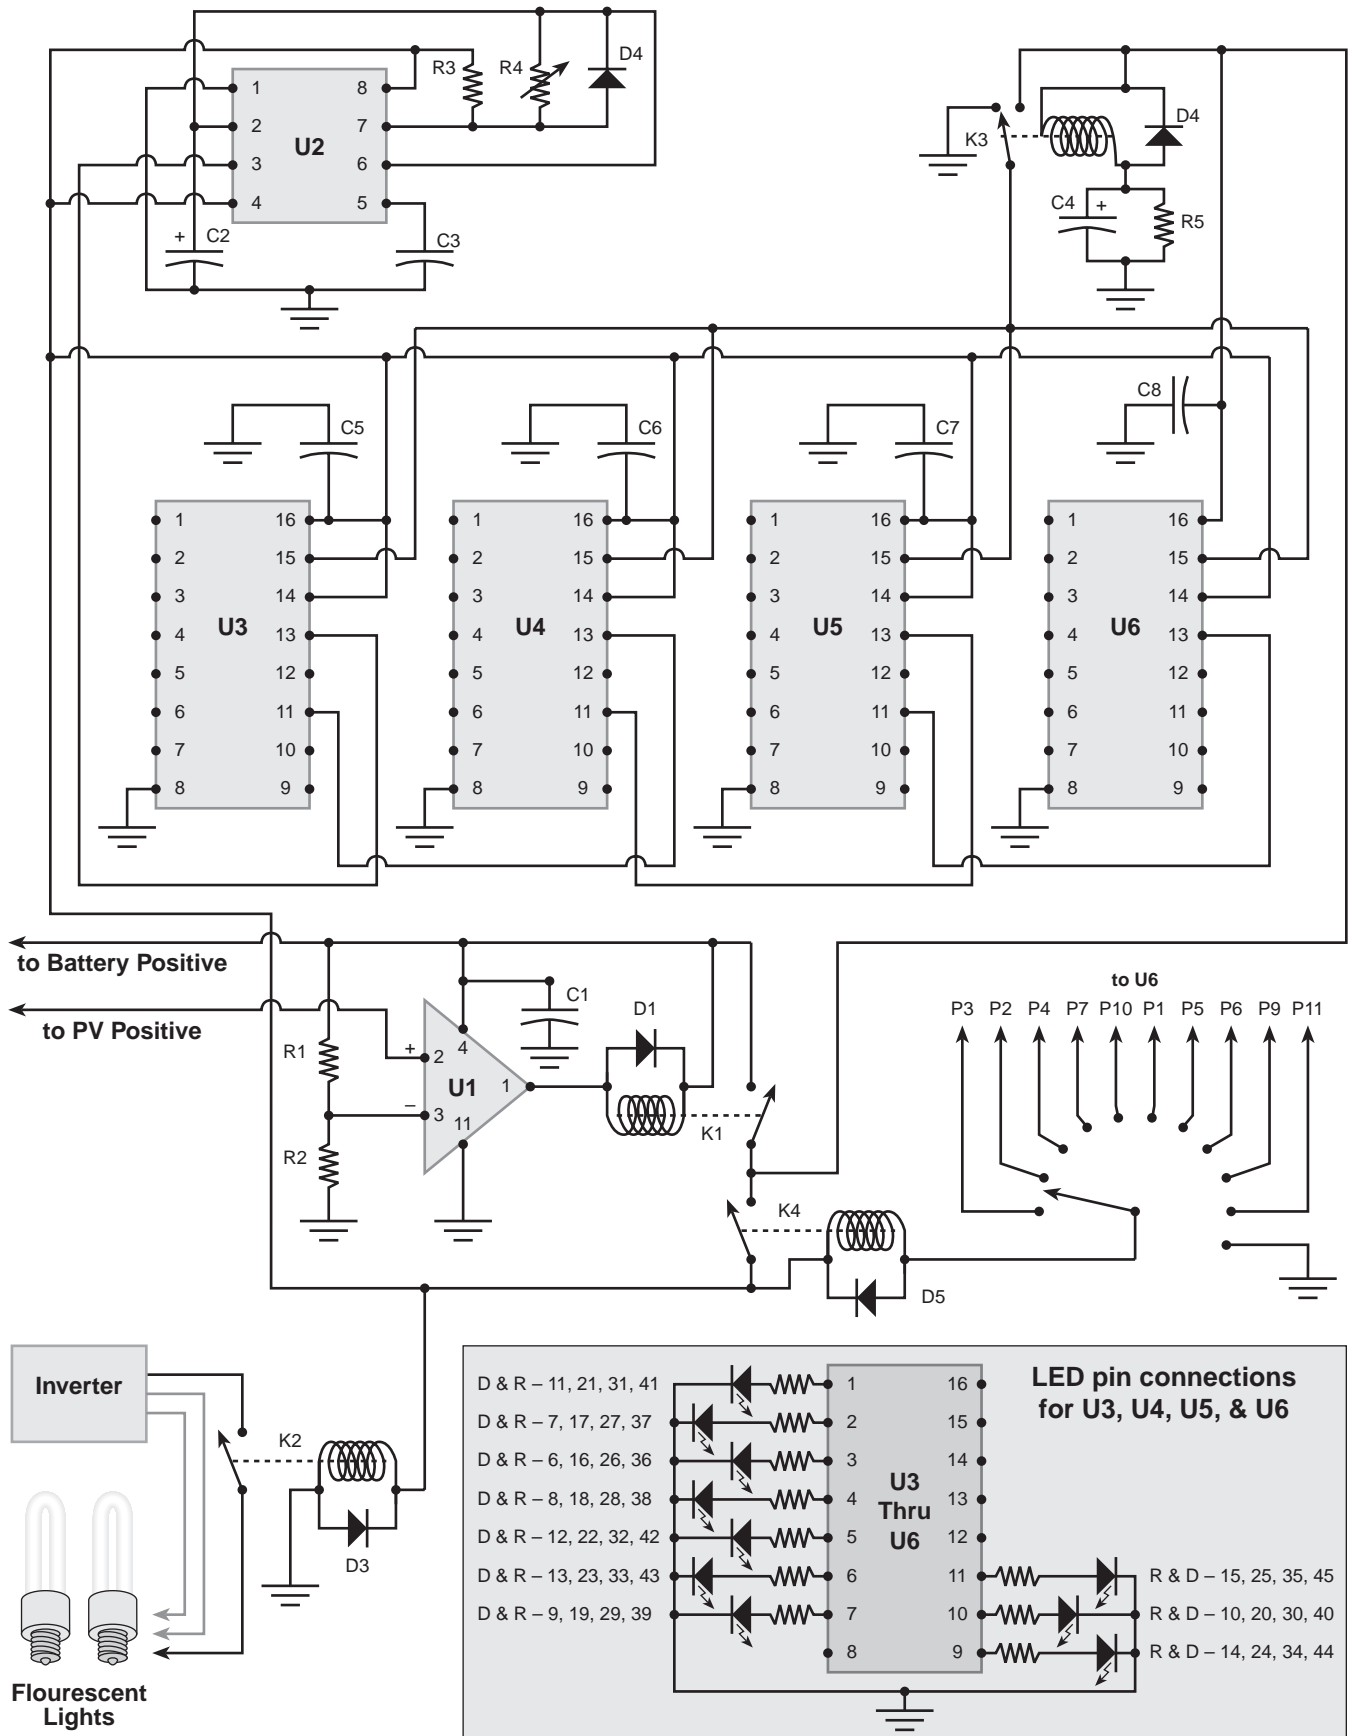 R3
R4
D4
1
8
2
7
U2
3
6
4
5
+
C2
C3
K3
D4
C4
+
R5
C5
C6
C7
C8
1
16
2
15
3
14
U3
4
13
5
12
6
11
7
10
8
9
1
16
2
15
3
14
U4
4
13
5
12
6
11
7
10
8
9
1
16
2
15
3
14
U5
4
13
5
12
6
11
7
10
8
9
1
16
2
15
3
14
U6
4
13
5
12
6
11
7
10
8
9
to Battery Positive
to PV Positive
R1
R2
+
2
4
U1
1
–
3
11
C1
D1
K1
K4
D5
to U6
P3 P2 P4 P7 P10 P1 P5 P6 P9 P11
Inverter
K2
D3
Flourescent
Lights
LED pin connections
for U3, U4, U5, & U6
D & R – 11, 21, 31, 41
D & R – 7, 17, 27, 37
D & R – 6, 16, 26, 36
D & R – 8, 18, 28, 38
D & R – 12, 22, 32, 42
D & R – 13, 23, 33, 43
D & R – 9, 19, 29, 39
1
16
2
15
3
14
U3
Thru
U6
4
13
5
12
6
11
7
10
8
9
R & D – 15, 25, 35, 45
R & D – 10, 20, 30, 40
R & D – 14, 24, 34, 44